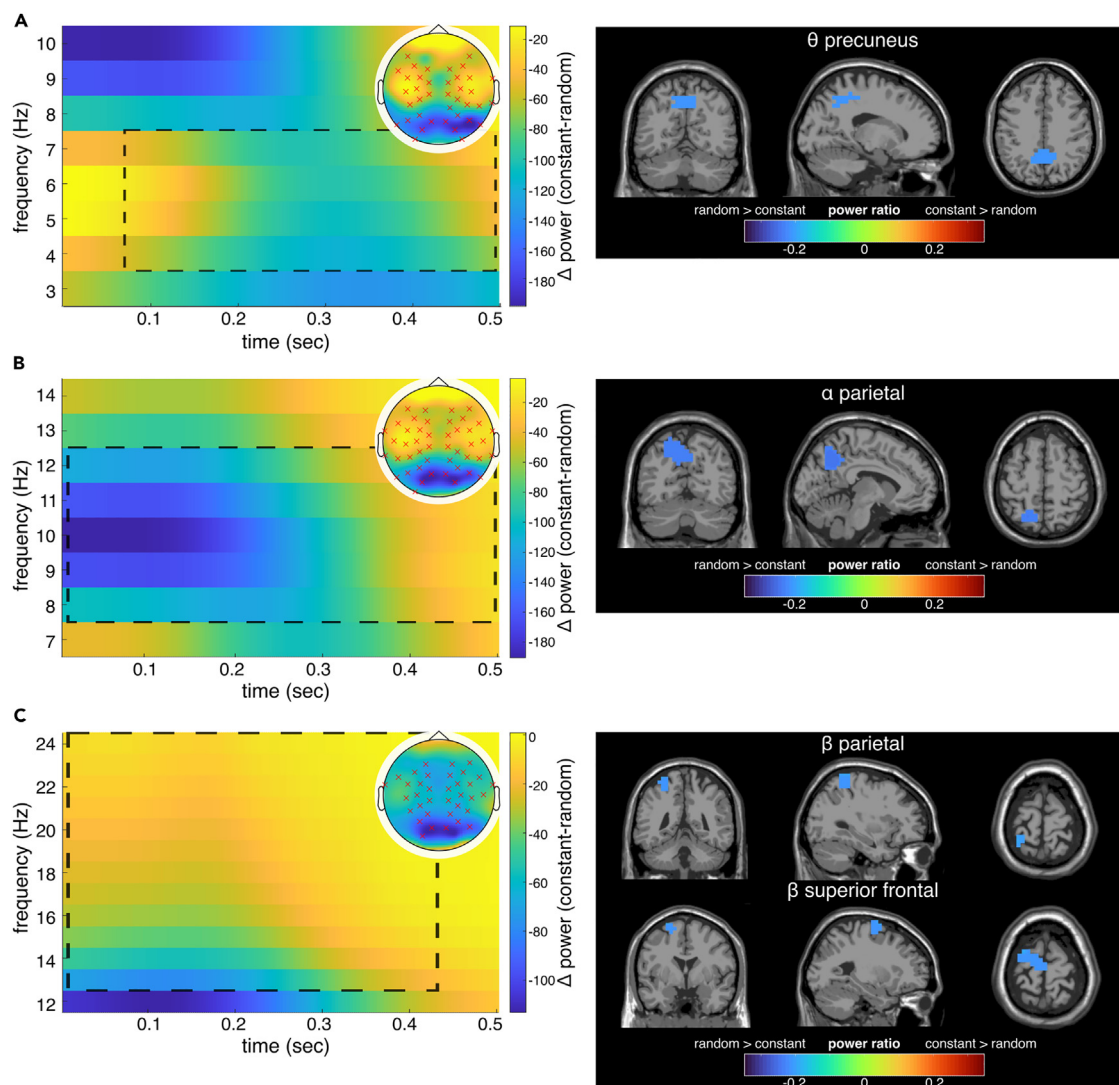 A
frequency (Hz)
10
9
8
7
6
5
4
3
0.1 0.2 0.3 0.4 0.5
time (sec)
-20
-40
-60
-80
-100
-120
-140
-160
-180
Δ power (constant-random)
θ precuneus
random > constant power ratio constant > random
-0.2 0 0.2
B
frequency (Hz)
14
13
12
11
10
9
8
7
0.1 0.2 0.3 0.4 0.5
time (sec)
-20
-40
-60
-80
-100
-120
-140
-160
-180
Δ power (constant-random)
α parietal
random > constant power ratio constant > random
-0.2 0 0.2
C
frequency (Hz)
24
22
20
18
16
14
12
0.1 0.2 0.3 0.4 0.5
time (sec)
0
-20
-40
-60
-80
-100
Δ power (constant-random)
β parietal
β superior frontal
random > constant power ratio constant > random
-0.2 0 0.2